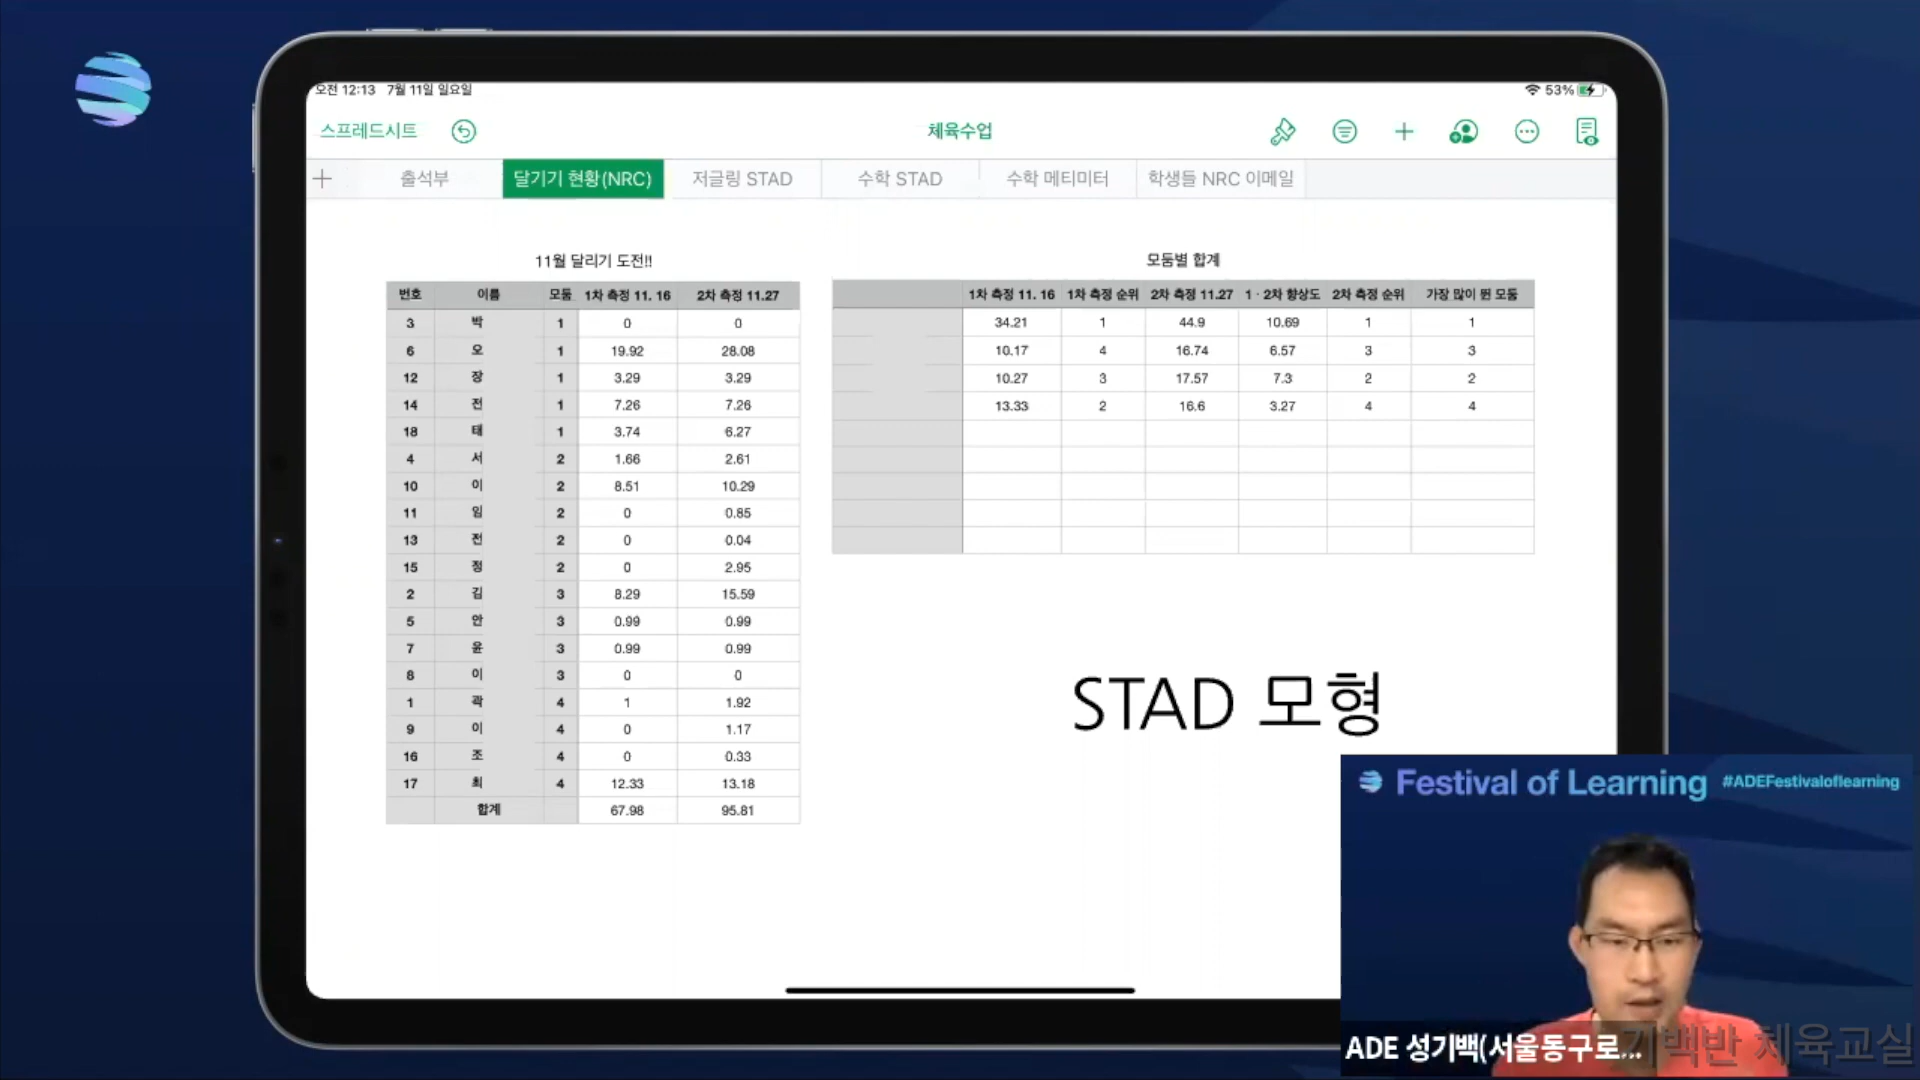 오전 12:13 7월 11일 일요일 53%
스프레드시트 체육수업
출석부 달기기 현황(NRC) 저글링 STAD 수학 STAD 수학 메티미터 학생들 NRC 이메일
11월 달리기 도전!!
번호 이름 모둠 1차 측정 11. 16 2차 측정 11.27
3 박 1 0 0
6 오 1 19.92 28.08
12 장 1 3.29 3.29
14 전 1 7.26 7.26
18 태 1 3.74 6.27
4 서 2 1.66 2.61
10 이 2 8.51 10.29
11 임 2 0 0.85
13 전 2 0 0.04
15 정 2 0 2.95
2 김 3 8.29 15.59
5 안 3 0.99 0.99
7 윤 3 0.99 0.99
8 이 3 0 0
1 곽 4 1 1.92
9 이 4 0 1.17
16 조 4 0 0.33
17 최 4 12.33 13.18
합계 67.98 95.81
모둠별 합계
1차 측정 11. 16 1차 측정 순위 2차 측정 11.27 1 · 2차 향상도 2차 측정 순위 가장 많이 뛴 모둠
34.21 1 44.9 10.69 1 1
10.17 4 16.74 6.57 3 3
10.27 3 17.57 7.3 2 2
13.33 2 16.6 3.27 4 4
STAD 모형
Festival of Learning #ADEFestivaloflearning
ADE 성기백(서울동구로...
기백반 체육교실